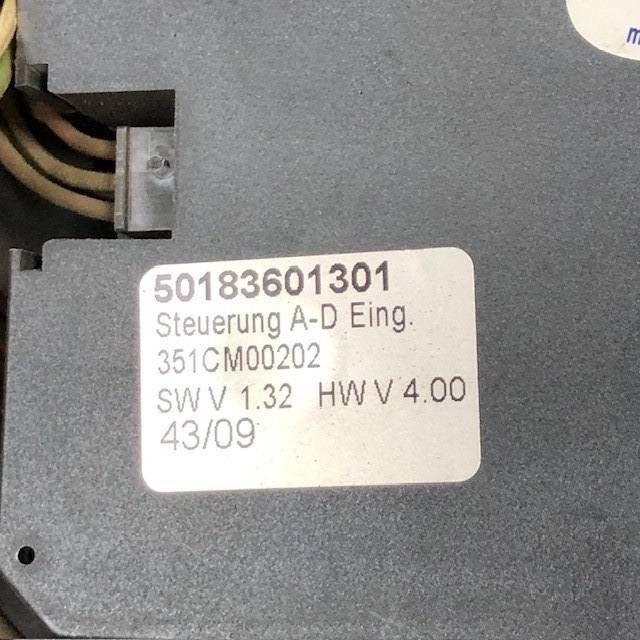 m
50183601301
Steuerung A-D Eing.
351CM00202
SW V 1.32 HW V 4.00
43/09